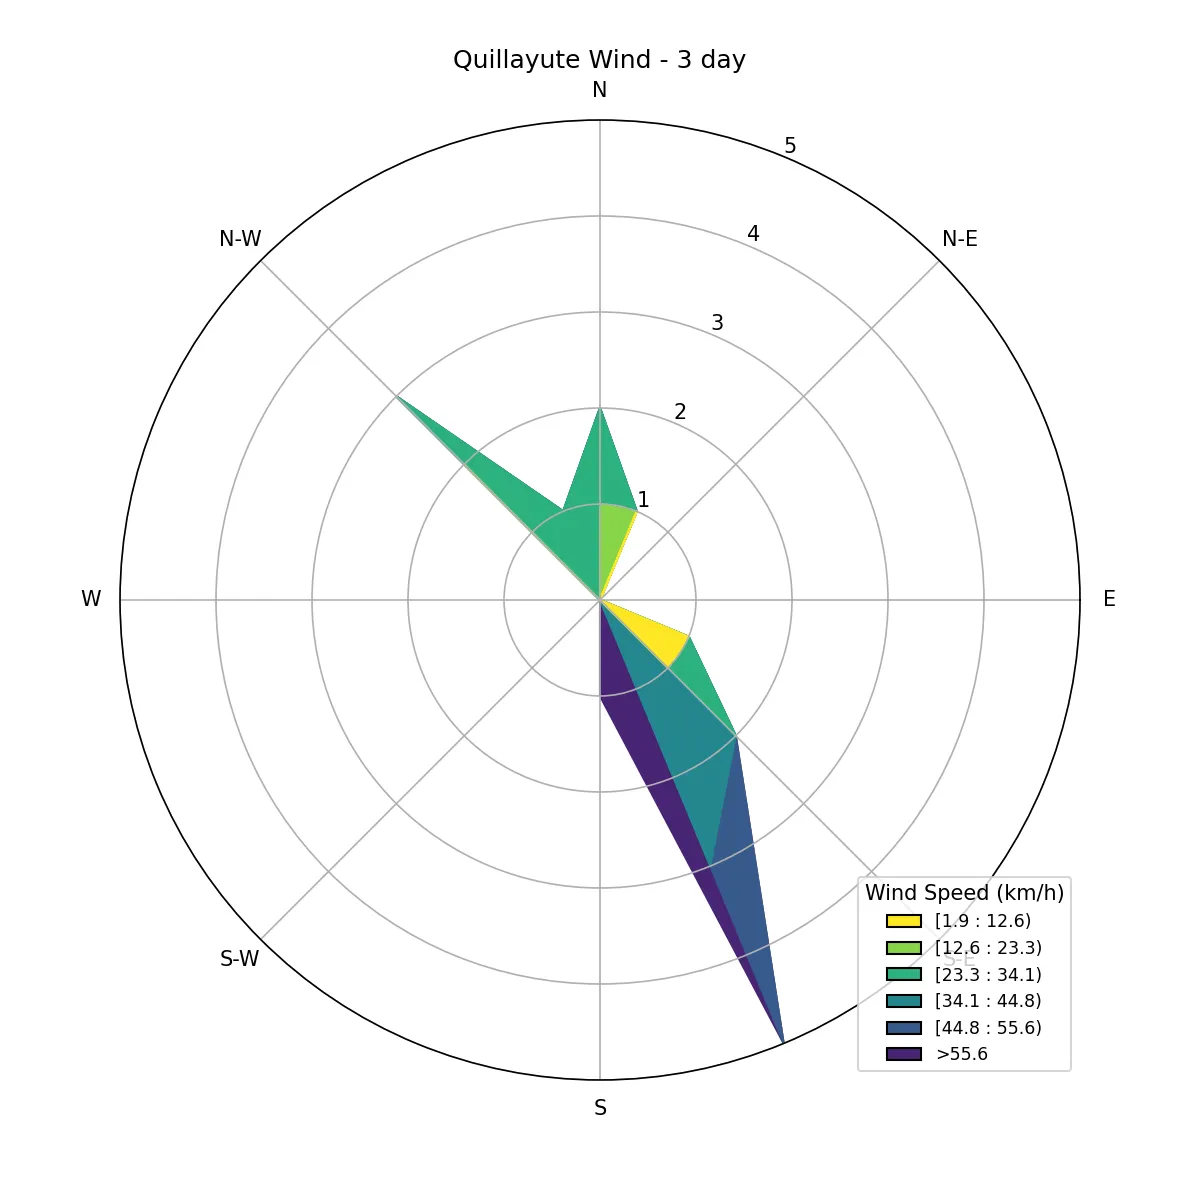 Quillayute Wind - 3 day
N
5
N-W
N-E
4
3
2
1
W
E
Wind Speed (km/h)
[1.9 : 12.6)
[12.6 : 23.3)
S-W
S-E
[23.3 : 34.1)
[34.1 : 44.8)
[44.8 : 55.6)
>55.6
S